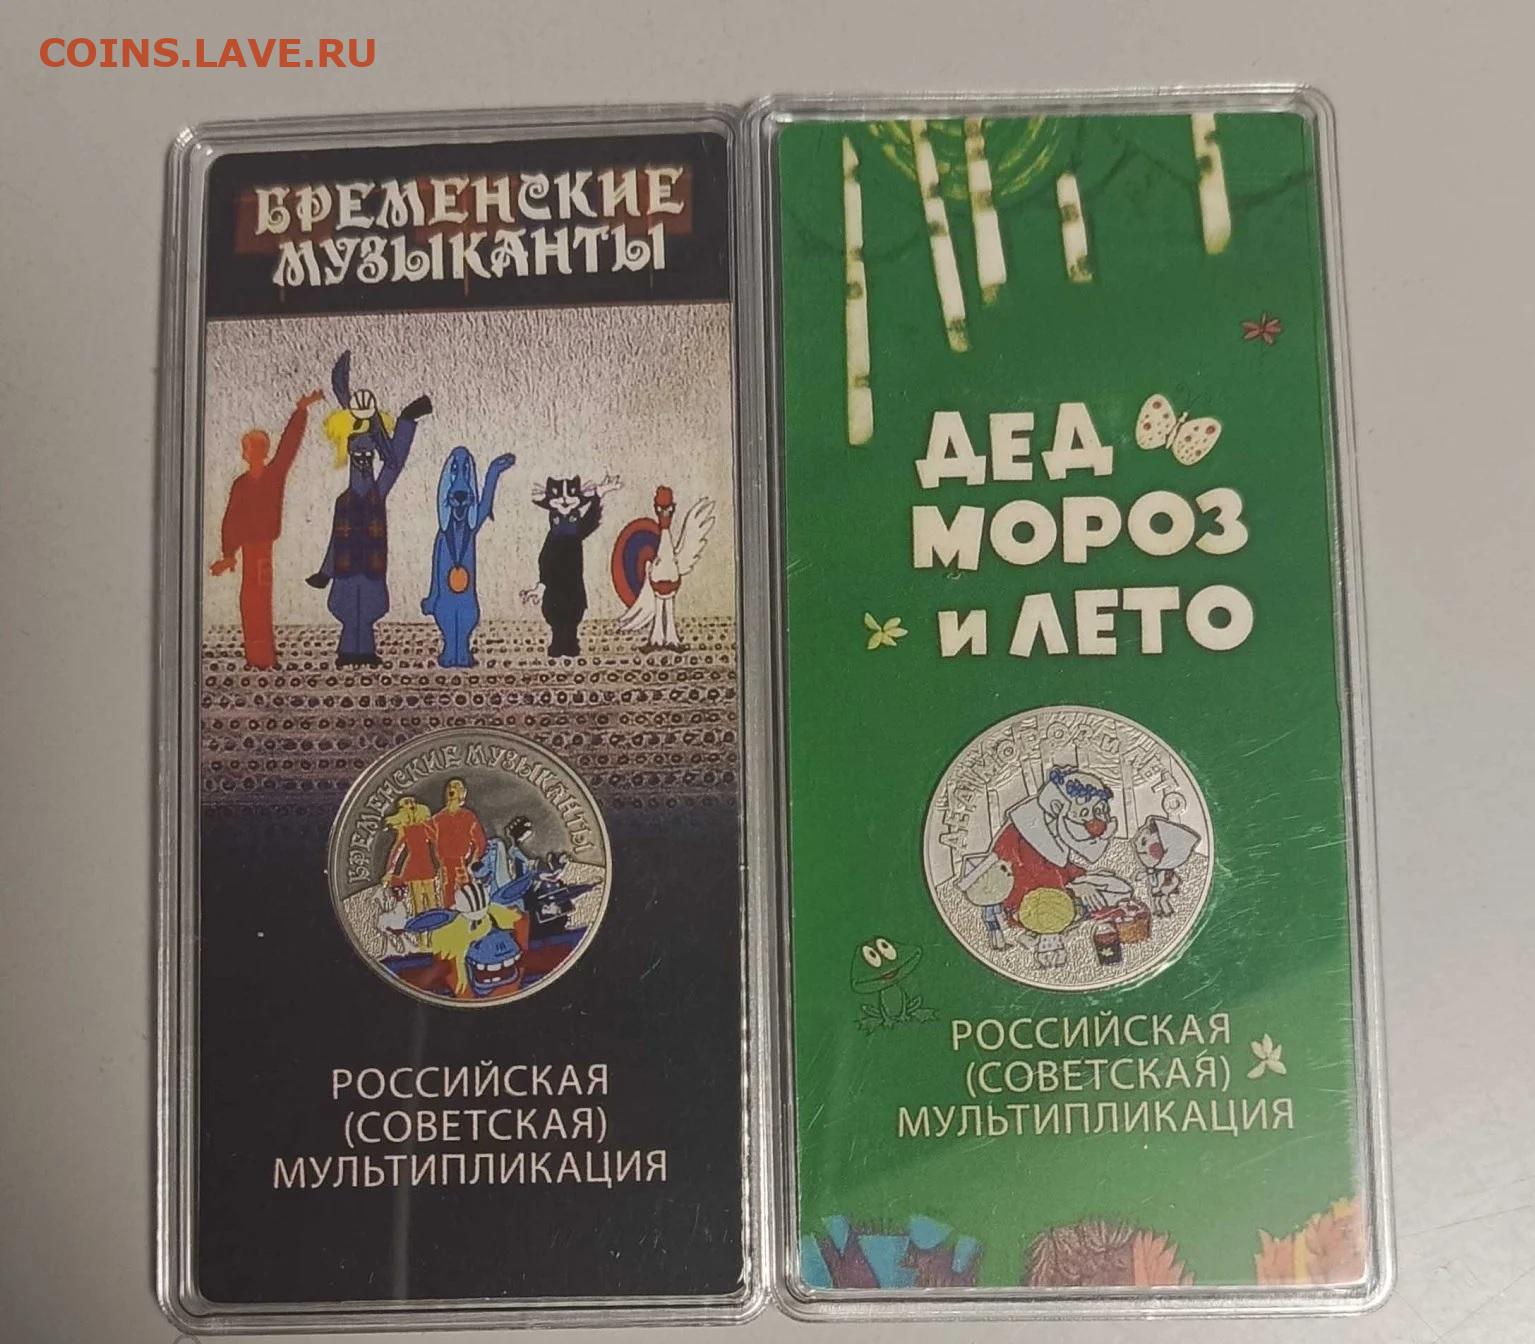 COINS.LAVE.RU
БРЕМЕНСКИЕ
МУЗЫКАНТЫ
БРЕМЕНСКИЕ МУЗЫКАНТЫ
РОССИЙСКАЯ
(СОВЕТСКАЯ)
МУЛЬТИПЛИКАЦИЯ
ДЕД
МОРОЗ
И ЛЕТО
ДЕД МОРОЗ И ЛЕТО
РОССИЙСКАЯ
(СОВЕТСКАЯ)
МУЛЬТИПЛИКАЦИЯ